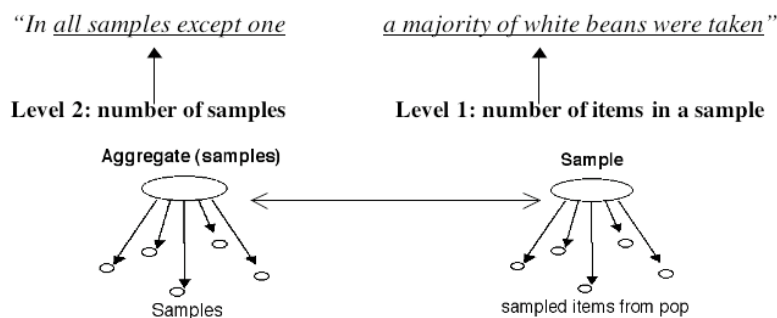 “In all samples except one
a majority of white beans were taken”
Level 2: number of samples
Level 1: number of items in a sample
Aggregate (samples)
Sample
Samples
sampled items from pop